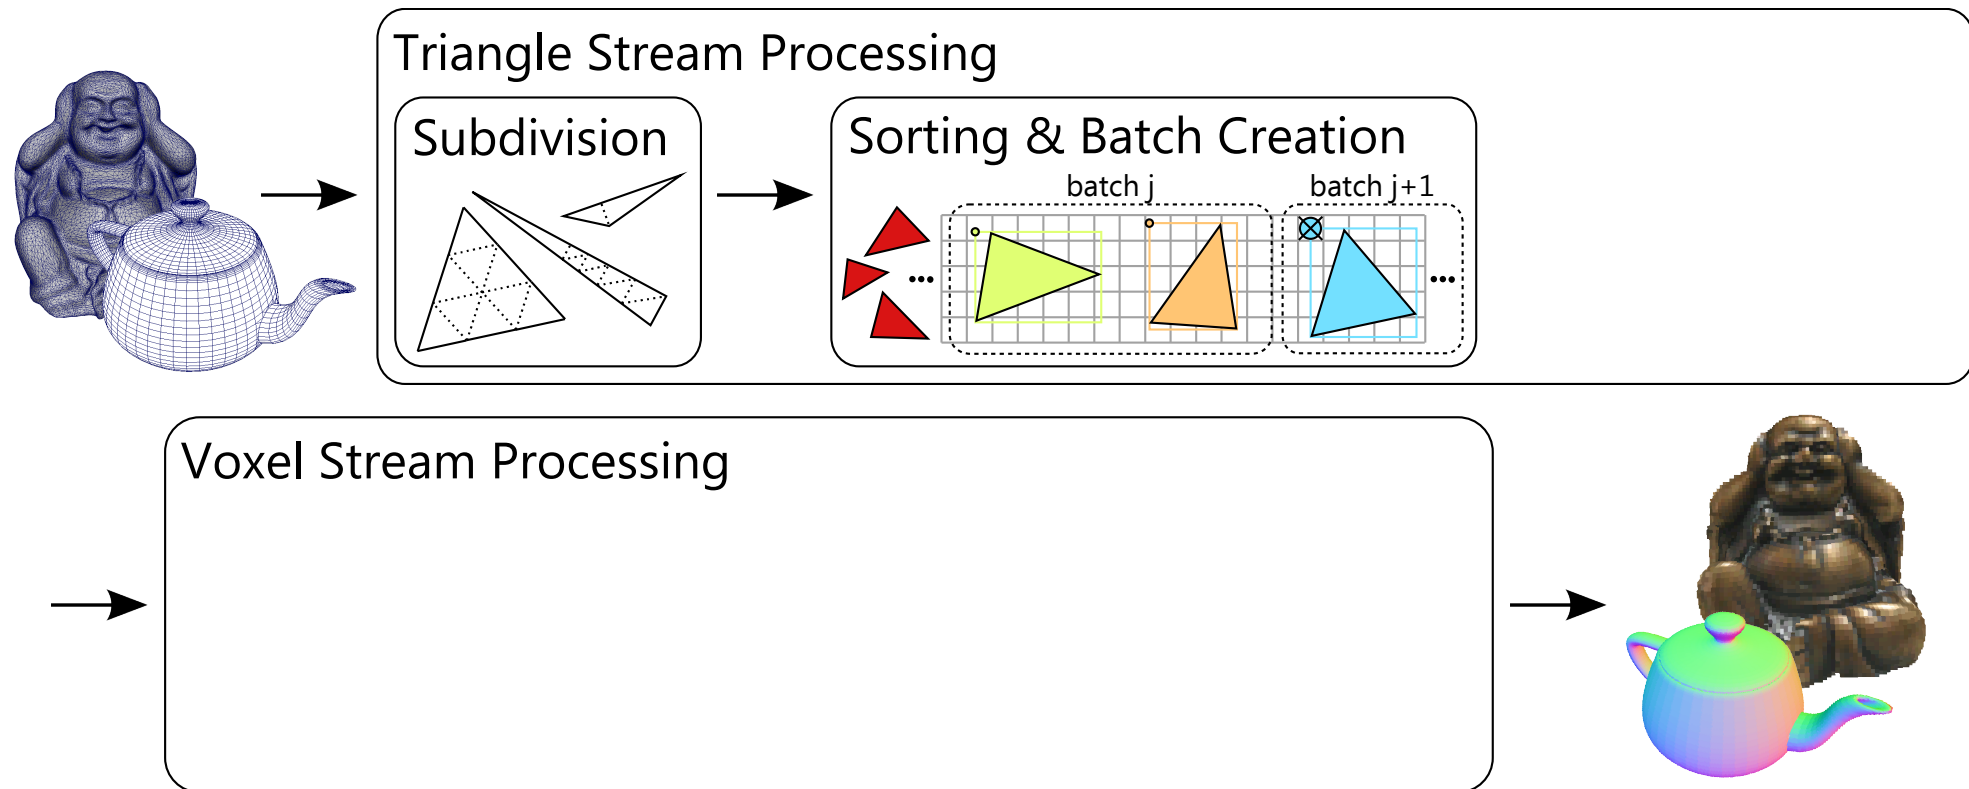 Triangle Stream Processing
Subdivision
Sorting & Batch Creation
batch j
batch j+1
...
...
Voxel Stream Processing